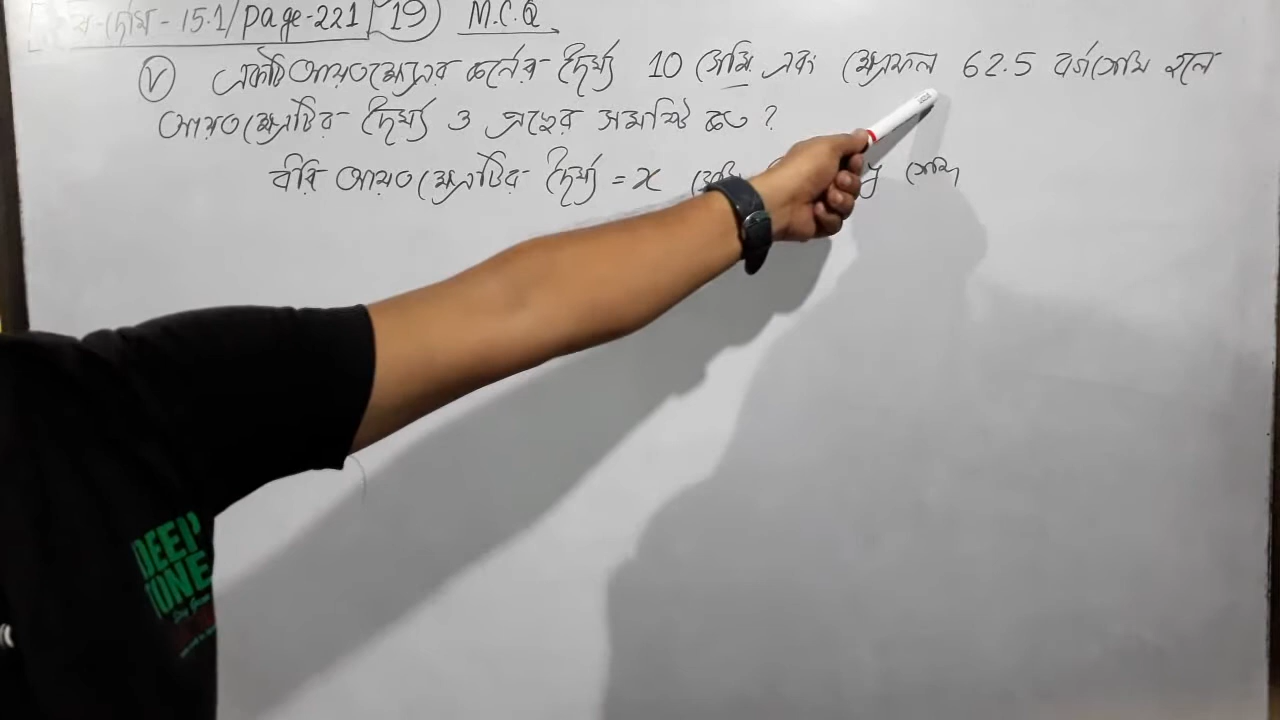 দেখি - 15.1/page-221 19 M.C.Q
V একটি আয়তক্ষেত্রের কর্নের দৈর্ঘ্য 10 সেমি এবং ক্ষেত্রফল 62.5 বর্গসেমি হলে
আয়তক্ষেত্রটির দৈর্ঘ্য ও প্রস্থের সমষ্টি কত ?
ধরি আয়তক্ষেত্রটির দৈর্ঘ্য = x সেমি y সেমি
DEEP
TUNE